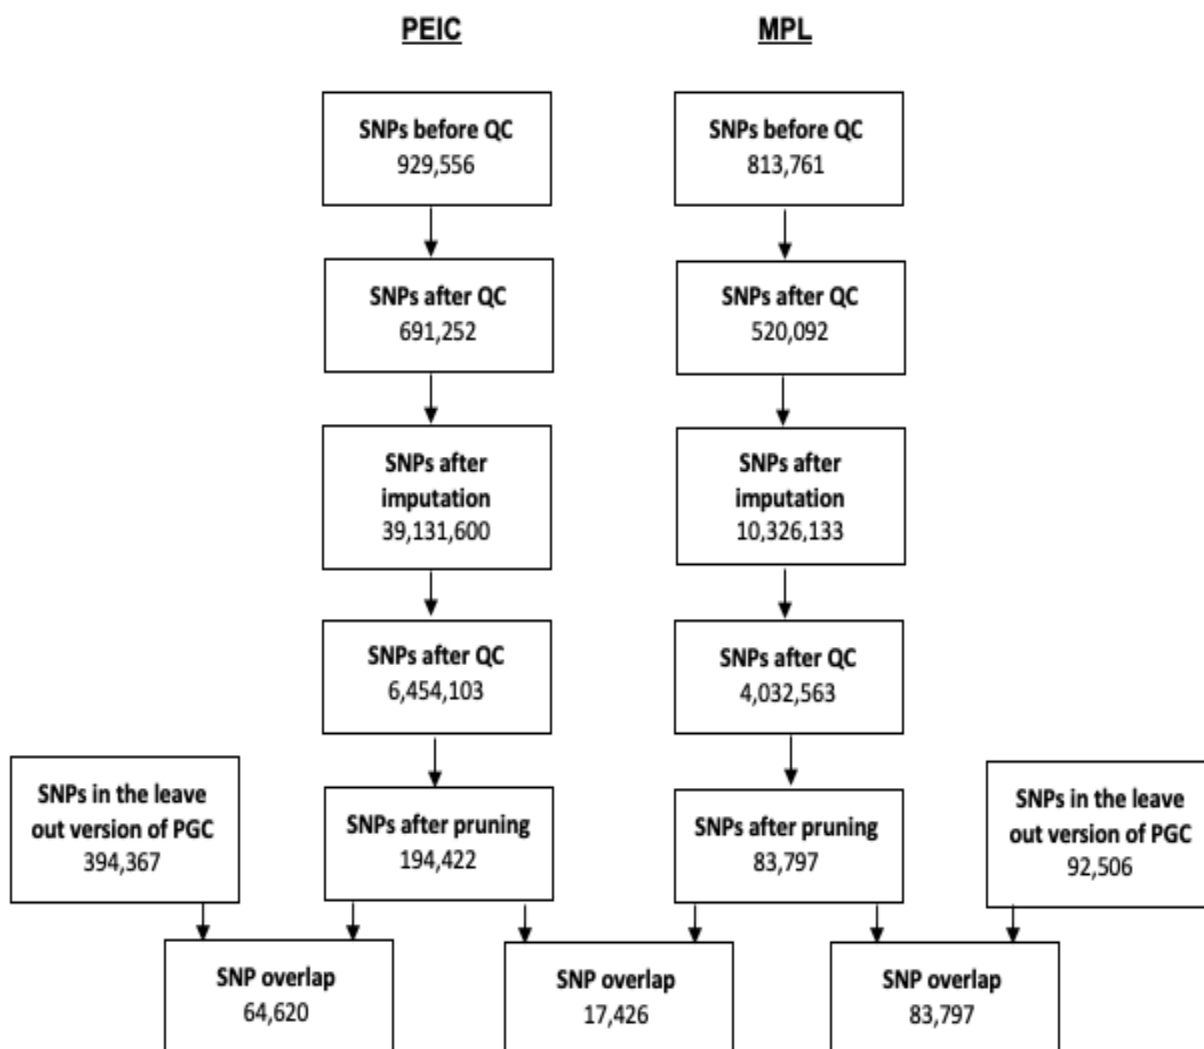 PEIC
MPL
SNPs before QC
929,556
SNPs before QC
813,761
SNPs after QC
691,252
SNPs after QC
520,092
SNPs after
imputation
39,131,600
SNPs after
imputation
10,326,133
SNPs after QC
6,454,103
SNPs after QC
4,032,563
SNPs in the leave
out version of PGC
394,367
SNPs after pruning
194,422
SNPs after pruning
83,797
SNPs in the leave
out version of PGC
92,506
SNP overlap
64,620
SNP overlap
17,426
SNP overlap
83,797